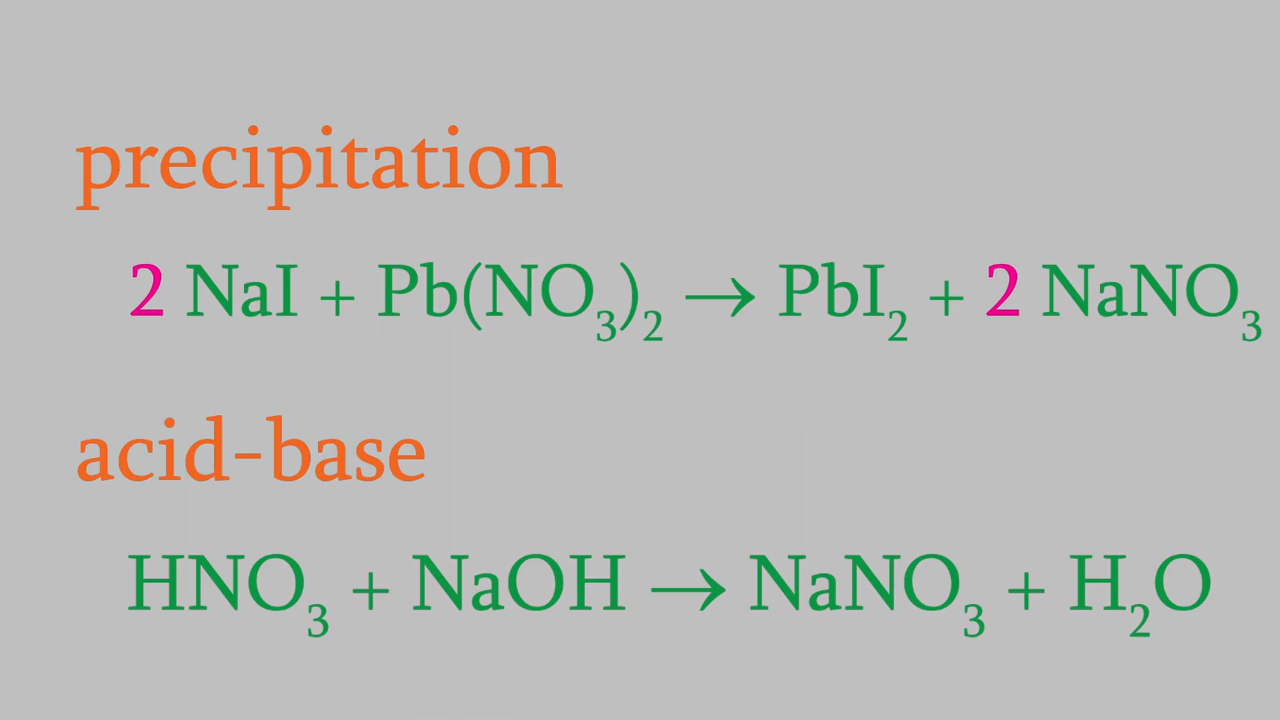 precipitation
2 NaI + Pb(NO₃)₂ → PbI₂ + 2 NaNO₃
acid-base
HNO₃ + NaOH → NaNO₃ + H₂O